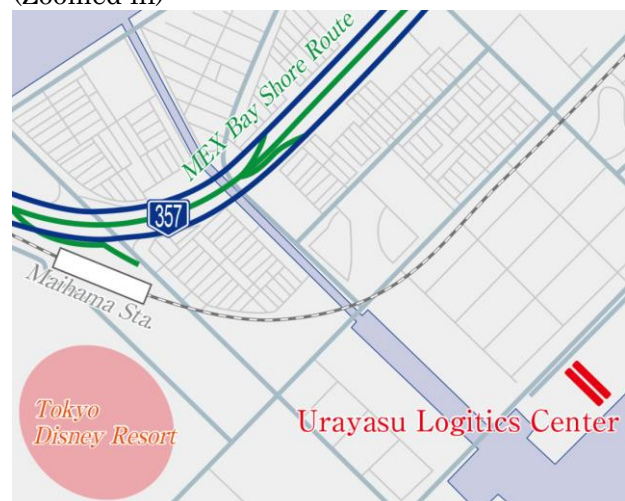 (Zoomed in)
MEX Bay Shore Route
357
Maihama Sta.
Tokyo
Disney Resort
Urayasu Logitics Center